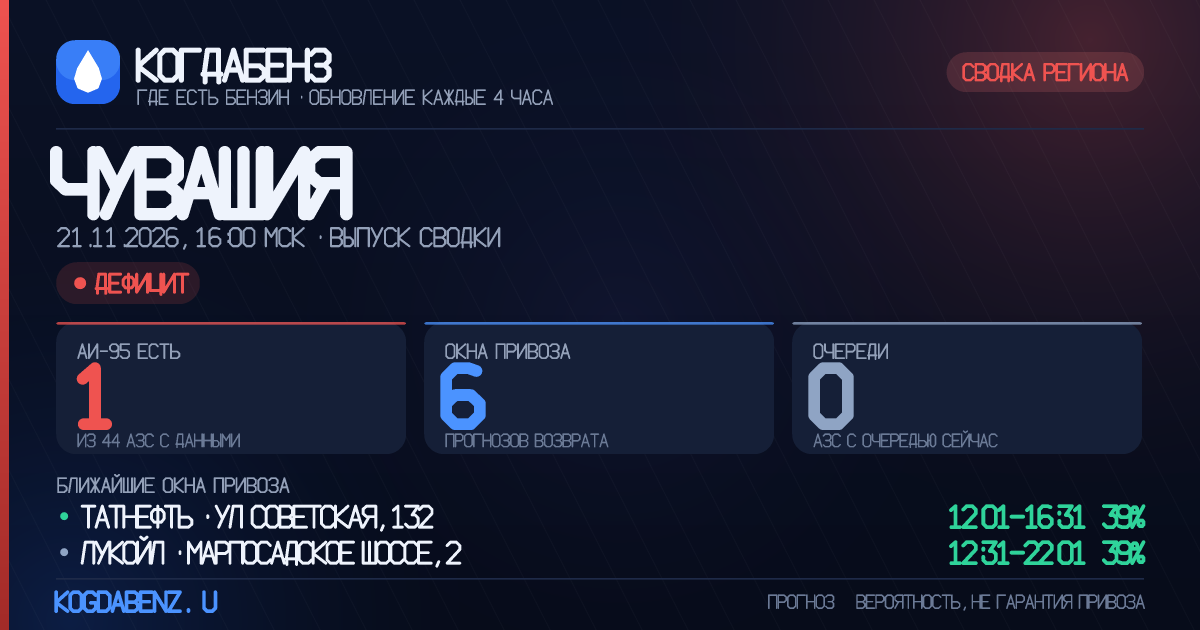 КОГДАБЕНЗ
ГДЕ ЕСТЬ БЕНЗИН · ОБНОВЛЕНИЕ КАЖДЫЕ 4 ЧАСА
СВОДКА РЕГИОНА
ЧУВАШИЯ
21.11.2026, 16:00 МСК · ВЫПУСК СВОДКИ
• ДЕФИЦИТ
АИ-95 ЕСТЬ
1
ИЗ 44 АЗС С ДАННЫМИ
ОКНА ПРИВОЗА
6
ПРОГНОЗОВ ВОЗВРАТА
ОЧЕРЕДИ
0
АЗС С ОЧЕРЕДЬЮ СЕЙЧАС
БЛИЖАЙШИЕ ОКНА ПРИВОЗА
• ТАТНЕФТЬ · УЛ СОВЕТСКАЯ, 132 12:01–16:31 39%
• ЛУКОЙЛ · МАРПОСАДСКОЕ ШОССЕ, 2 12:31–22:01 39%
KOGDABENZ. U
ПРОГНОЗ ВЕРОЯТНОСТЬ, НЕ ГАРАНТИЯ ПРИВОЗА